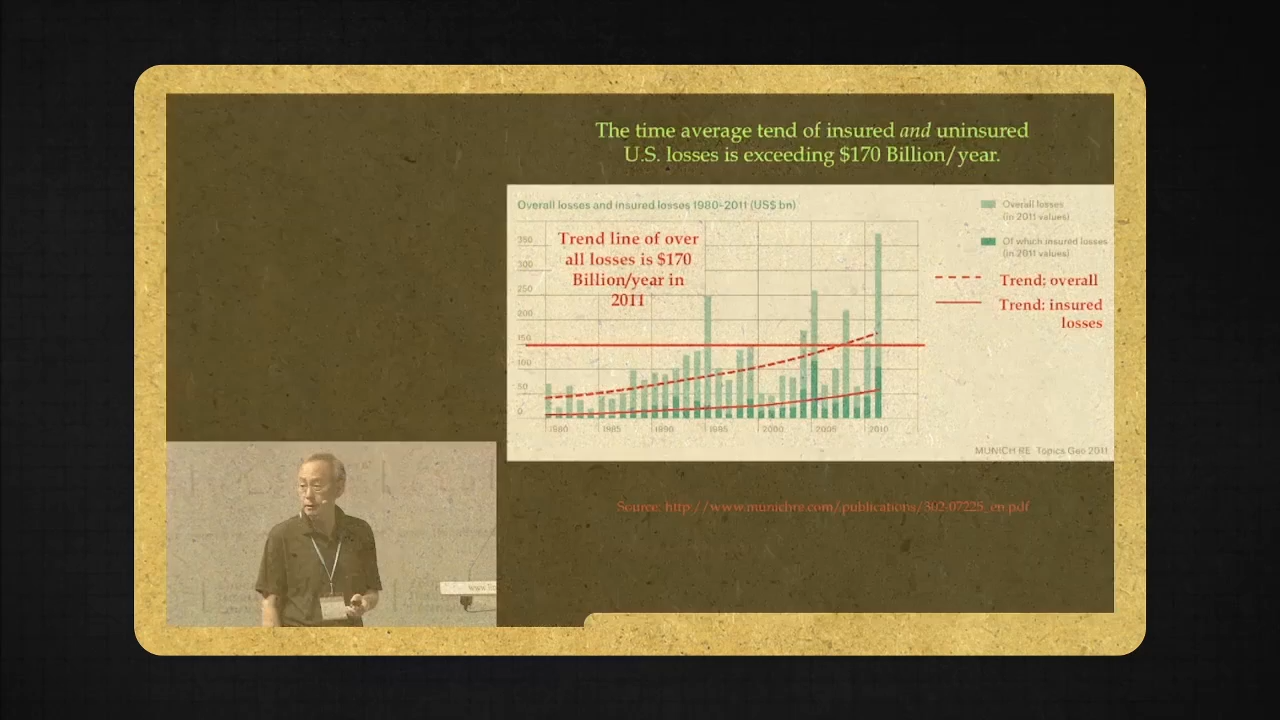 The time average tend of insured and uninsured
U.S. losses is exceeding $170 Billion/year.
Overall losses and insured losses 1980–2011 (US$ bn)
Overall losses
(in 2011 values)
Of which insured losses
(in 2011 values)
Trend: overall
Trend: insured
losses
Trend line of over
all losses is $170
Billion/year in
2011
350
300
250
200
150
100
50
0
1980 1985 1990 1995 2000 2005 2010
MUNICH RE Topics Geo 2011
Source: http://www.munichre.com/publications/302-07225_en.pdf